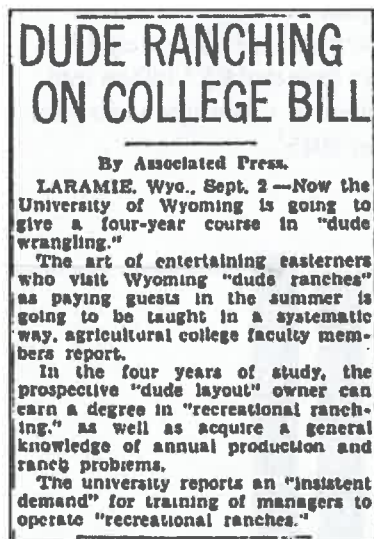 DUDE RANCHING
ON COLLEGE BILL
By Associated Press.
LARAMIE, Wyo., Sept. 2—Now the
University of Wyoming is going to
give a four-year course in "dude
wrangling."
The art of entertaining easterners
who visit Wyoming "dude ranches"
as paying guests in the summer is
going to be taught in a systematic
way, agricultural college faculty mem-
bers report.
In the four years of study, the
prospective "dude layout" owner can
earn a degree in "recreational ranch-
ing," as well as acquire a general
knowledge of annual production and
ranch problems.
The university reports an "insistent
demand" for training of managers to
operate "recreational ranches."